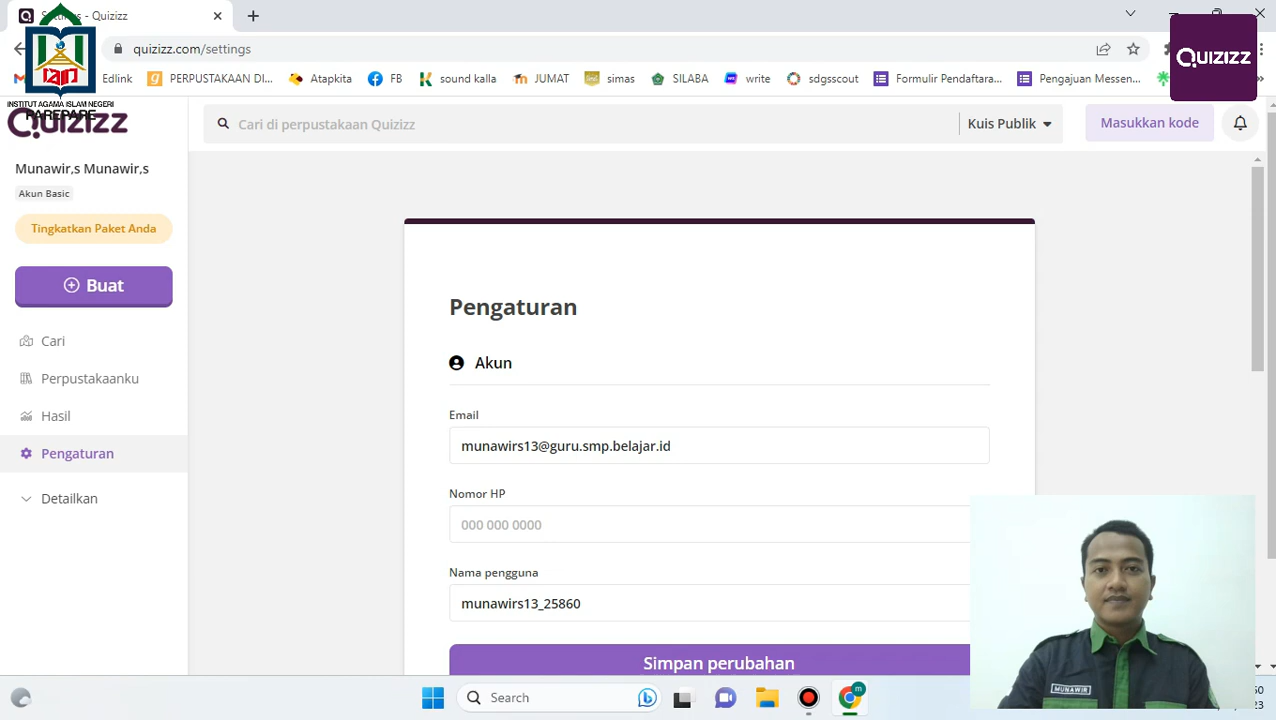 Settings - Quizizz
quizizz.com/settings
Edlink
PERPUSTAKAAN DI...
Atapkita
FB
sound kalla
JUMAT
simas
SILABA
write
sdgsscout
Formulir Pendaftara...
Pengajuan Messen...
QUIZIZZ
iain
INSTITUT AGAMA ISLAM NEGERI
PAREPARE
Quizizz
Cari di perpustakaan Quizizz
Kuis Publik
Masukkan kode
Munawir,s Munawir,s
Akun Basic
Tingkatkan Paket Anda
Buat
Cari
Perpustakaanku
Hasil
Pengaturan
Detailkan
Pengaturan
Akun
Email
munawirs13@guru.smp.belajar.id
Nomor HP
000 000 0000
Nama pengguna
munawirs13_25860
Simpan perubahan
MUNAWIR
Search